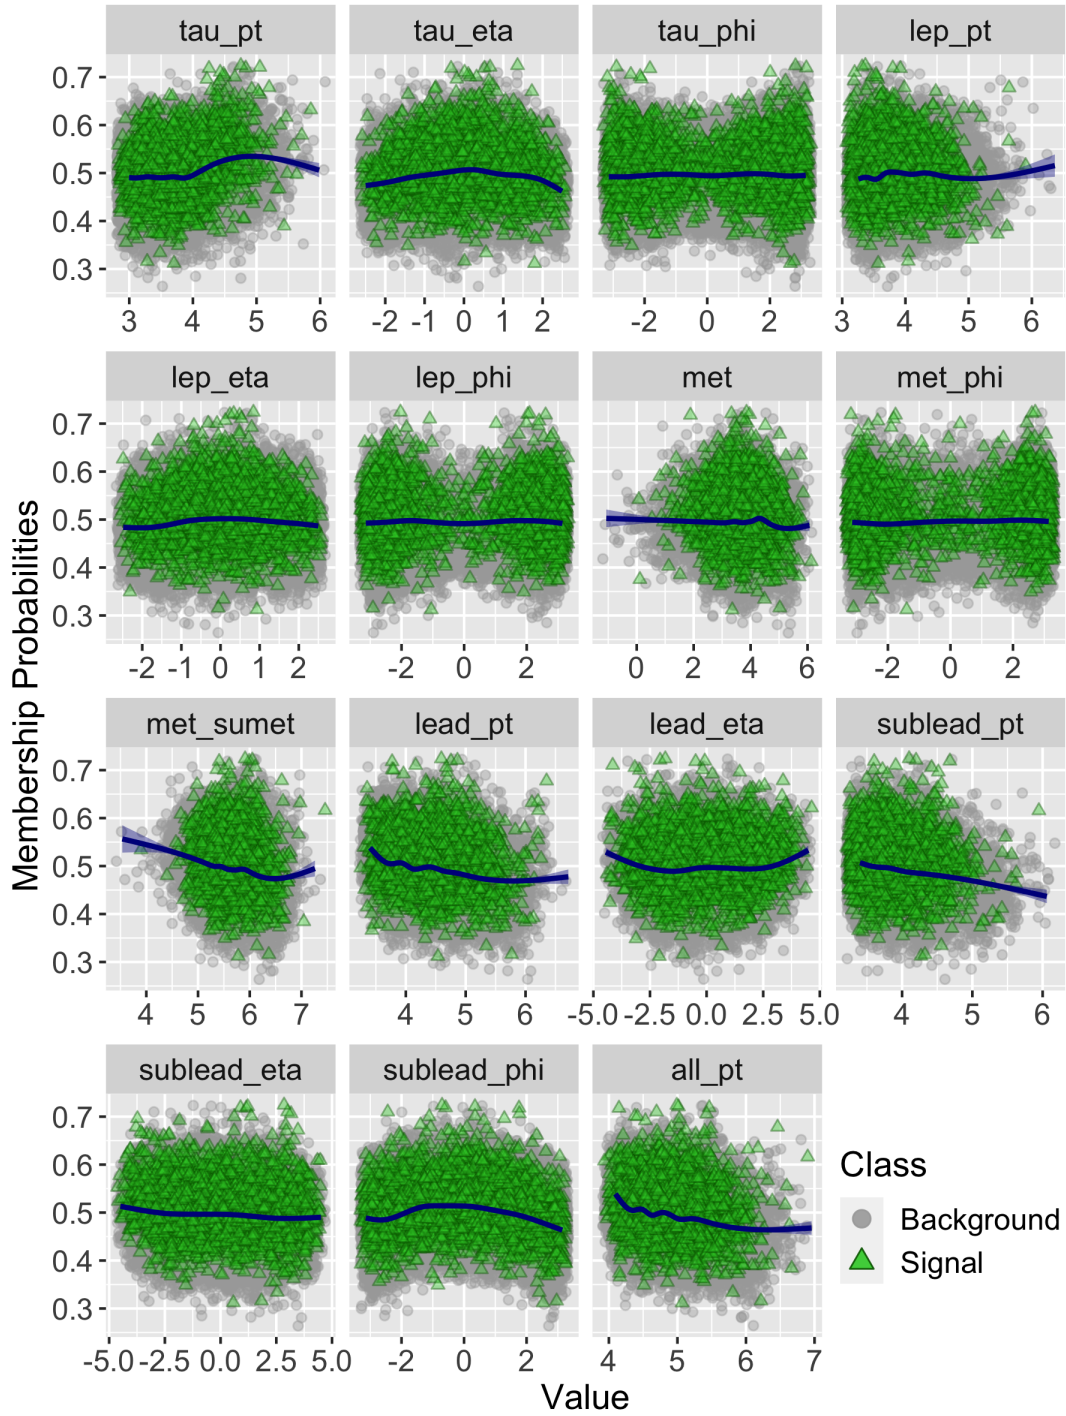 tau_pt tau_eta tau_phi lep_pt
0.7
0.6
0.5
0.4
0.3
3 4 5 6 -2 -1 0 1 2 -2 0 2 3 4 5 6
lep_eta lep_phi met met_phi
0.7
0.6
0.5
0.4
0.3
-2 -1 0 1 2 -2 0 2 0 2 4 6 -2 0 2
Membership Probabilities
met_sumet lead_pt lead_eta sublead_pt
0.7
0.6
0.5
0.4
0.3
4 5 6 7 4 5 6 -5.0 -2.5 0.0 2.5 5.0 4 5 6
sublead_eta sublead_phi all_pt
0.7
0.6
0.5
0.4
0.3
-5.0 -2.5 0.0 2.5 5.0 -2 0 2 4 5 6 7
Value
Class
Background
Signal